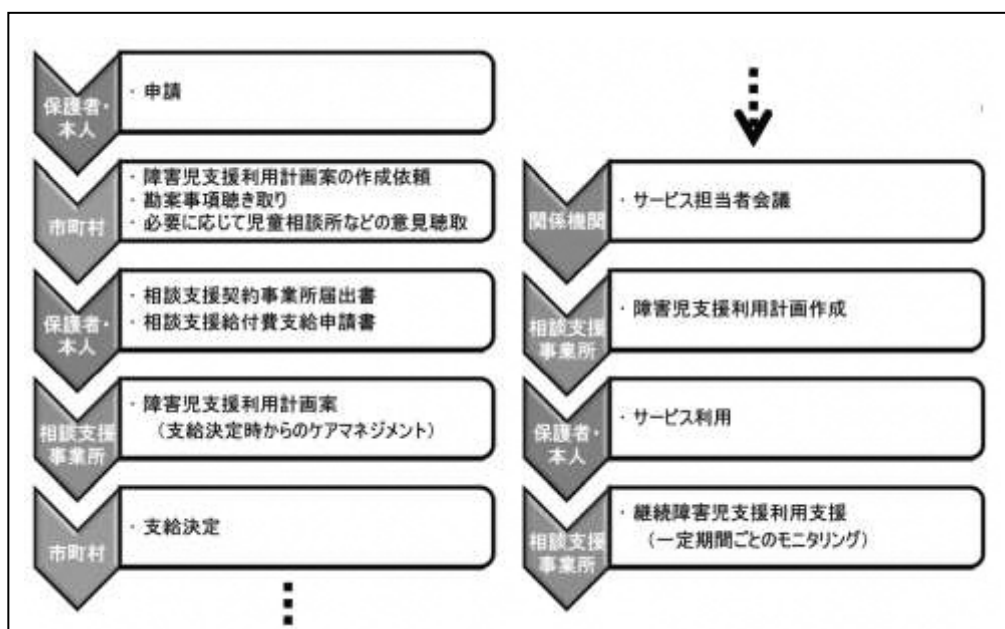 保護者・
本人
・ 申請
市町村
・ 障害児支援利用計画案の作成依頼
・ 勘案事項聴き取り
・ 必要に応じて児童相談所などの意見聴取
保護者・
本人
・ 相談支援契約事業所届出書
・ 相談支援給付費支給申請書
相談支援
事業所
・ 障害児支援利用計画案
（支給決定時からのケアマネジメント）
市町村
・ 支給決定
関係機関
・ サービス担当者会議
相談支援
事業所
・ 障害児支援利用計画作成
保護者・
本人
・ サービス利用
相談支援
事業所
・ 継続障害児支援利用支援
（一定期間ごとのモニタリング）